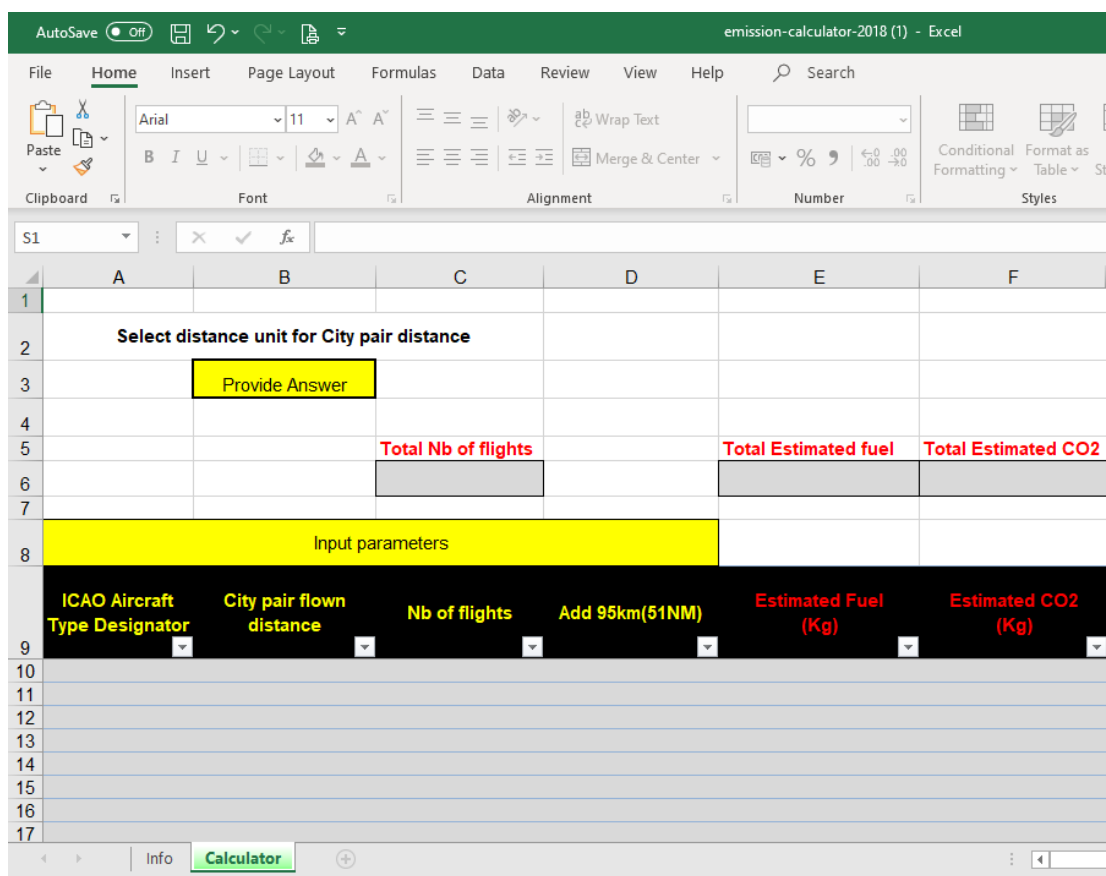 AutoSave Off
emission-calculator-2018 (1) - Excel
File Home Insert Page Layout Formulas Data Review View Help Search
Paste
Arial 11 A^ A˅
ab Wrap Text
B I U A
Merge & Center
% 9 .00 .00
Conditional Formatting
Format as Table
Clipboard Font Alignment Number Styles
S1 fx
A B C D E F
1
2 Select distance unit for City pair distance
3 Provide Answer
4
5 Total Nb of flights Total Estimated fuel Total Estimated CO2
6
7
8 Input parameters
9 ICAO Aircraft Type Designator City pair flown distance Nb of flights Add 95km(51NM) Estimated Fuel (Kg) Estimated CO2 (Kg)
10
11
12
13
14
15
16
17
Info Calculator